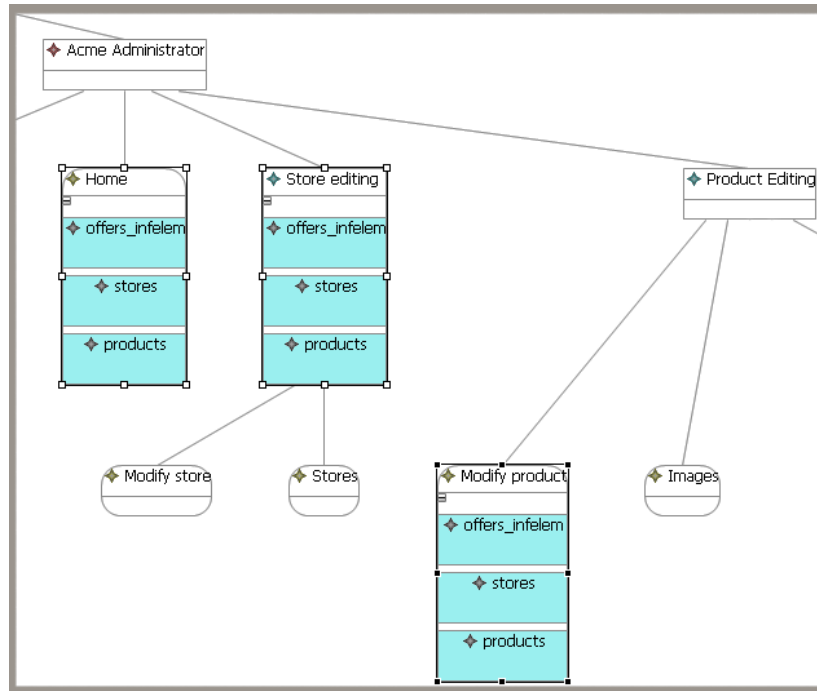 Acme Administrator
Home
Store editing
Product Editing
offers_infelem
offers_infelem
stores
stores
products
products
Modify store
Stores
Modify product
Images
offers_infelem
stores
products